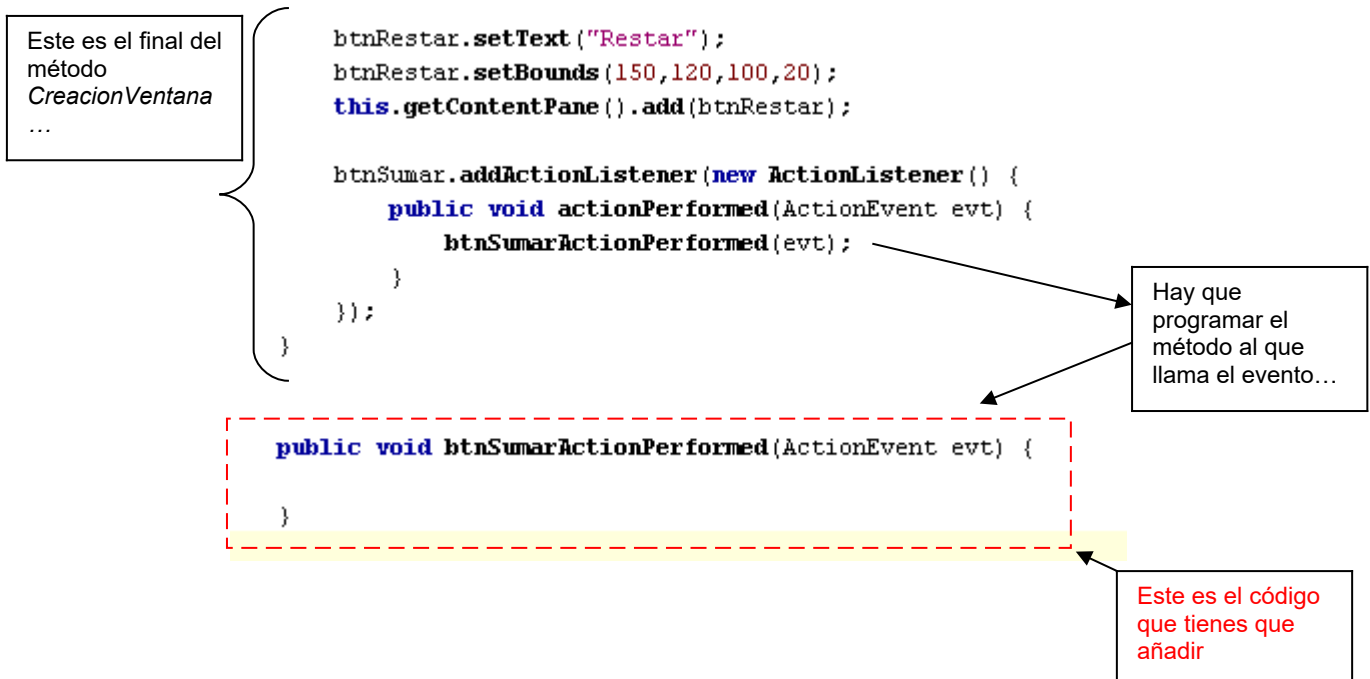 Este es el final del
método
CreacionVentana
…
btnRestar.setText("Restar");
btnRestar.setBounds(150,120,100,20);
this.getContentPane().add(btnRestar);
btnSumar.addActionListener(new ActionListener() {
public void actionPerformed(ActionEvent evt) {
btnSumarActionPerformed(evt);
}
});
}
Hay que
programar el
método al que
llama el evento…
public void btnSumarActionPerformed(ActionEvent evt) {
}
Este es el código
que tienes que
añadir